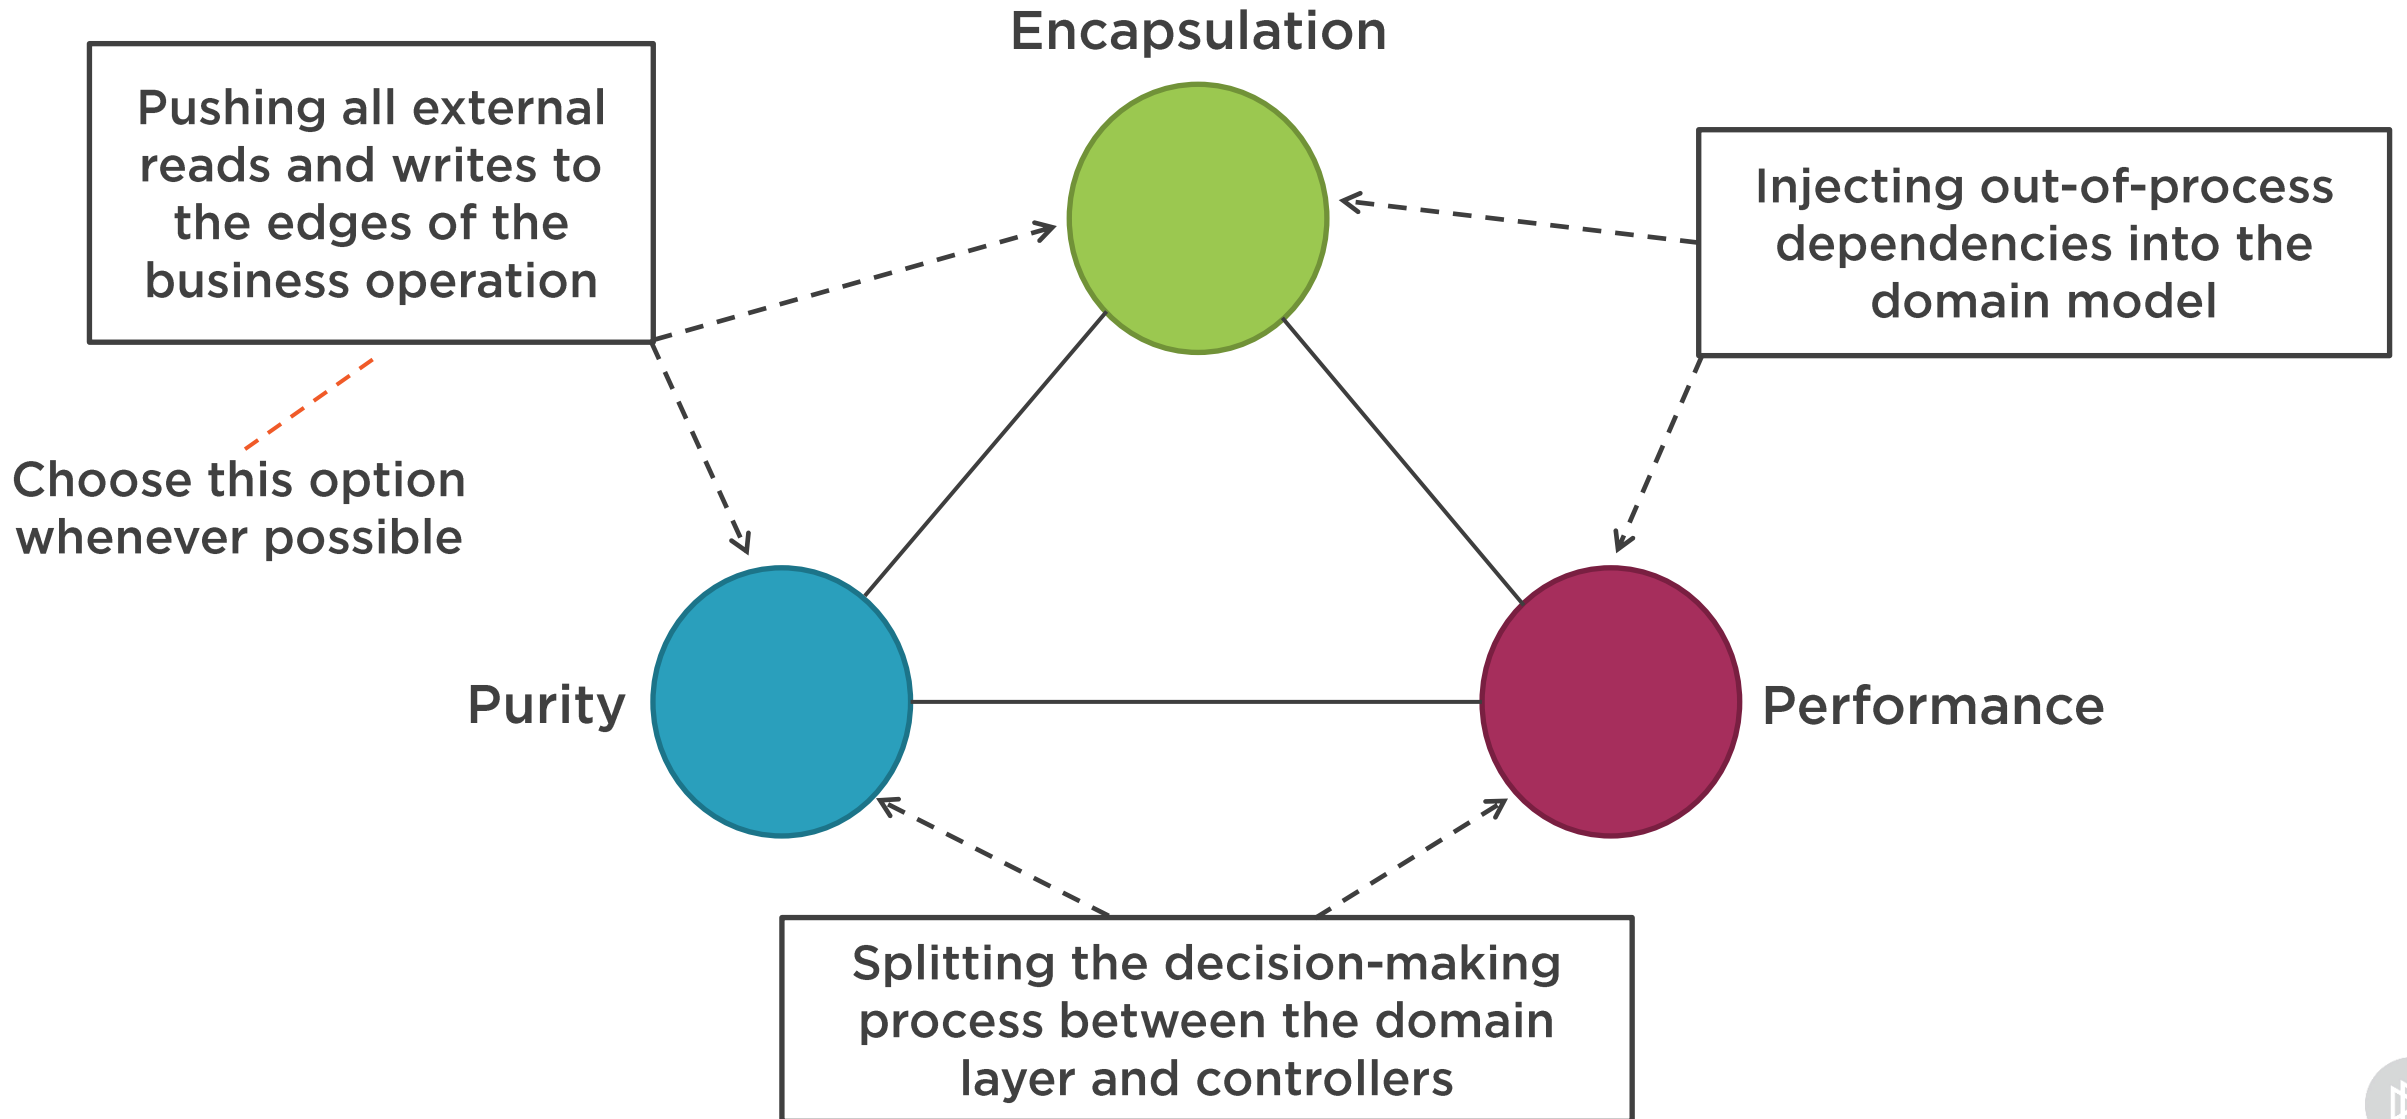 Encapsulation
Pushing all external
reads and writes to
the edges of the
business operation
Injecting out-of-process
dependencies into the
domain model
Choose this option
whenever possible
Purity
Performance
Splitting the decision-making
process between the domain
layer and controllers